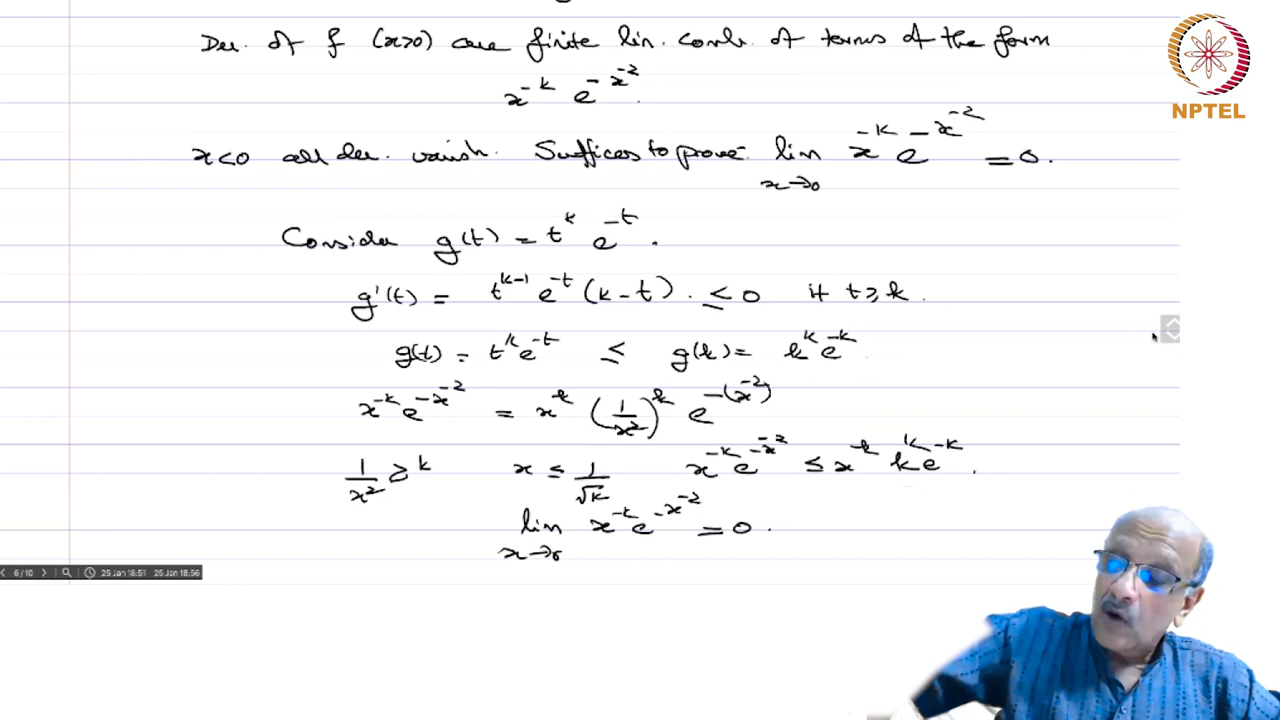 Der. of f (x>0) are finite lin. comb. of terms of the form
x^{-k} e^{-x^{-2}}.
x<0 all der. vanish. Suffices to prove lim_{x→0} x^{-k} e^{-x^{-2}} = 0.
Consider g(t) = t^k e^{-t}.
g'(t) = t^{k-1} e^{-t} (k-t). ≤ 0 if t ≥ k.
g(t) = t^k e^{-t} ≤ g(k) = k^k e^{-k}
x^{-k} e^{-x^{-2}} = x^k (1/x^2)^k e^{-(x^{-2})}
1/x^2 ≥ k x ≤ 1/√k x^{-k} e^{-x^{-2}} ≤ x^k k^k e^{-k}.
lim_{x→0} x^{-k} e^{-x^{-2}} = 0.
NPTEL
6/10 25 Jan 18:51 25 Jan 18:56